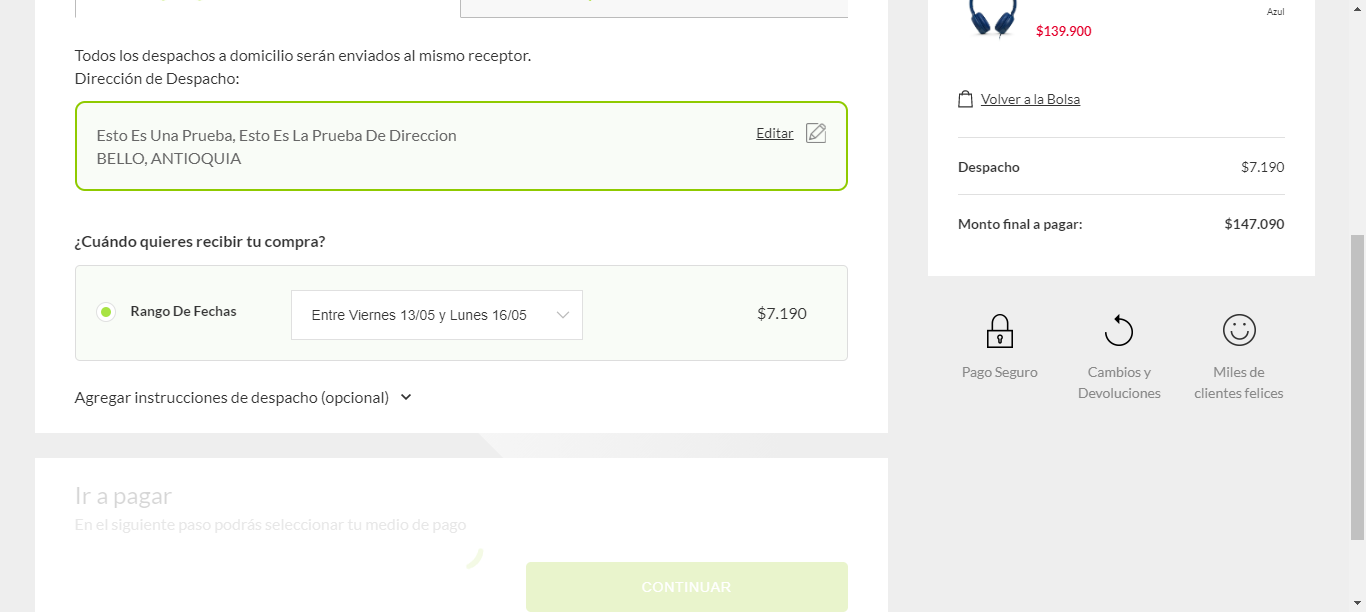 Todos los despachos a domicilio serán enviados al mismo receptor.
Dirección de Despacho:
Esto Es Una Prueba, Esto Es La Prueba De Direccion
BELLO, ANTIOQUIA
Editar
¿Cuándo quieres recibir tu compra?
Rango De Fechas
Entre Viernes 13/05 y Lunes 16/05
$7.190
Agregar instrucciones de despacho (opcional)
Ir a pagar
En el siguiente paso podrás seleccionar tu medio de pago
CONTINUAR
Azul
$139.900
Volver a la Bolsa
Despacho $7.190
Monto final a pagar: $147.090
Pago Seguro
Cambios y
Devoluciones
Miles de
clientes felices